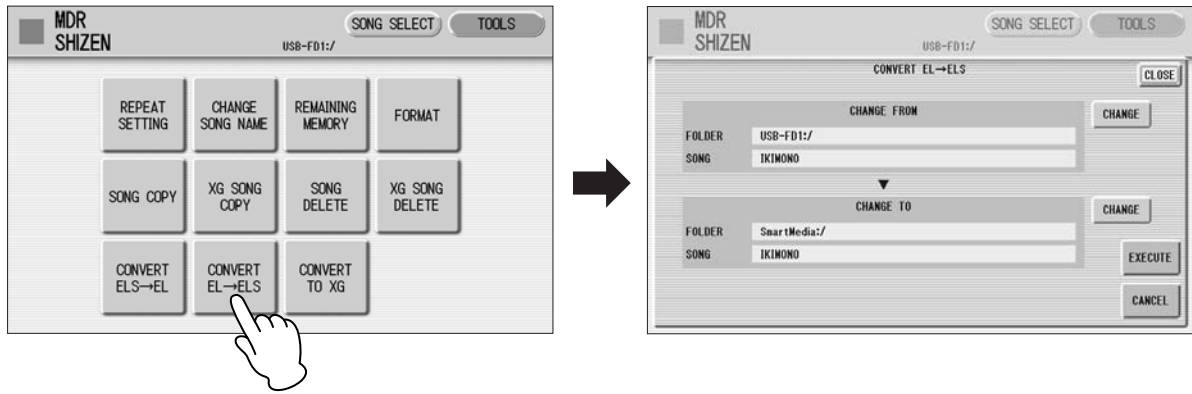 MDR
SHIZEN
SONG SELECT
TOOLS
USB-FD1:/
REPEAT
SETTING
CHANGE
SONG NAME
REMAINING
MEMORY
FORMAT
SONG COPY
XG SONG
COPY
SONG
DELETE
XG SONG
DELETE
CONVERT
ELS→EL
CONVERT
EL→ELS
CONVERT
TO XG
MDR
SHIZEN
SONG SELECT
TOOLS
USB-FD1:/
CONVERT EL→ELS
CLOSE
CHANGE FROM
CHANGE
FOLDER USB-FD1:/
SONG IKIMONO
▼
CHANGE TO
CHANGE
FOLDER SmartMedia:/
SONG IKIMONO
EXECUTE
CANCEL